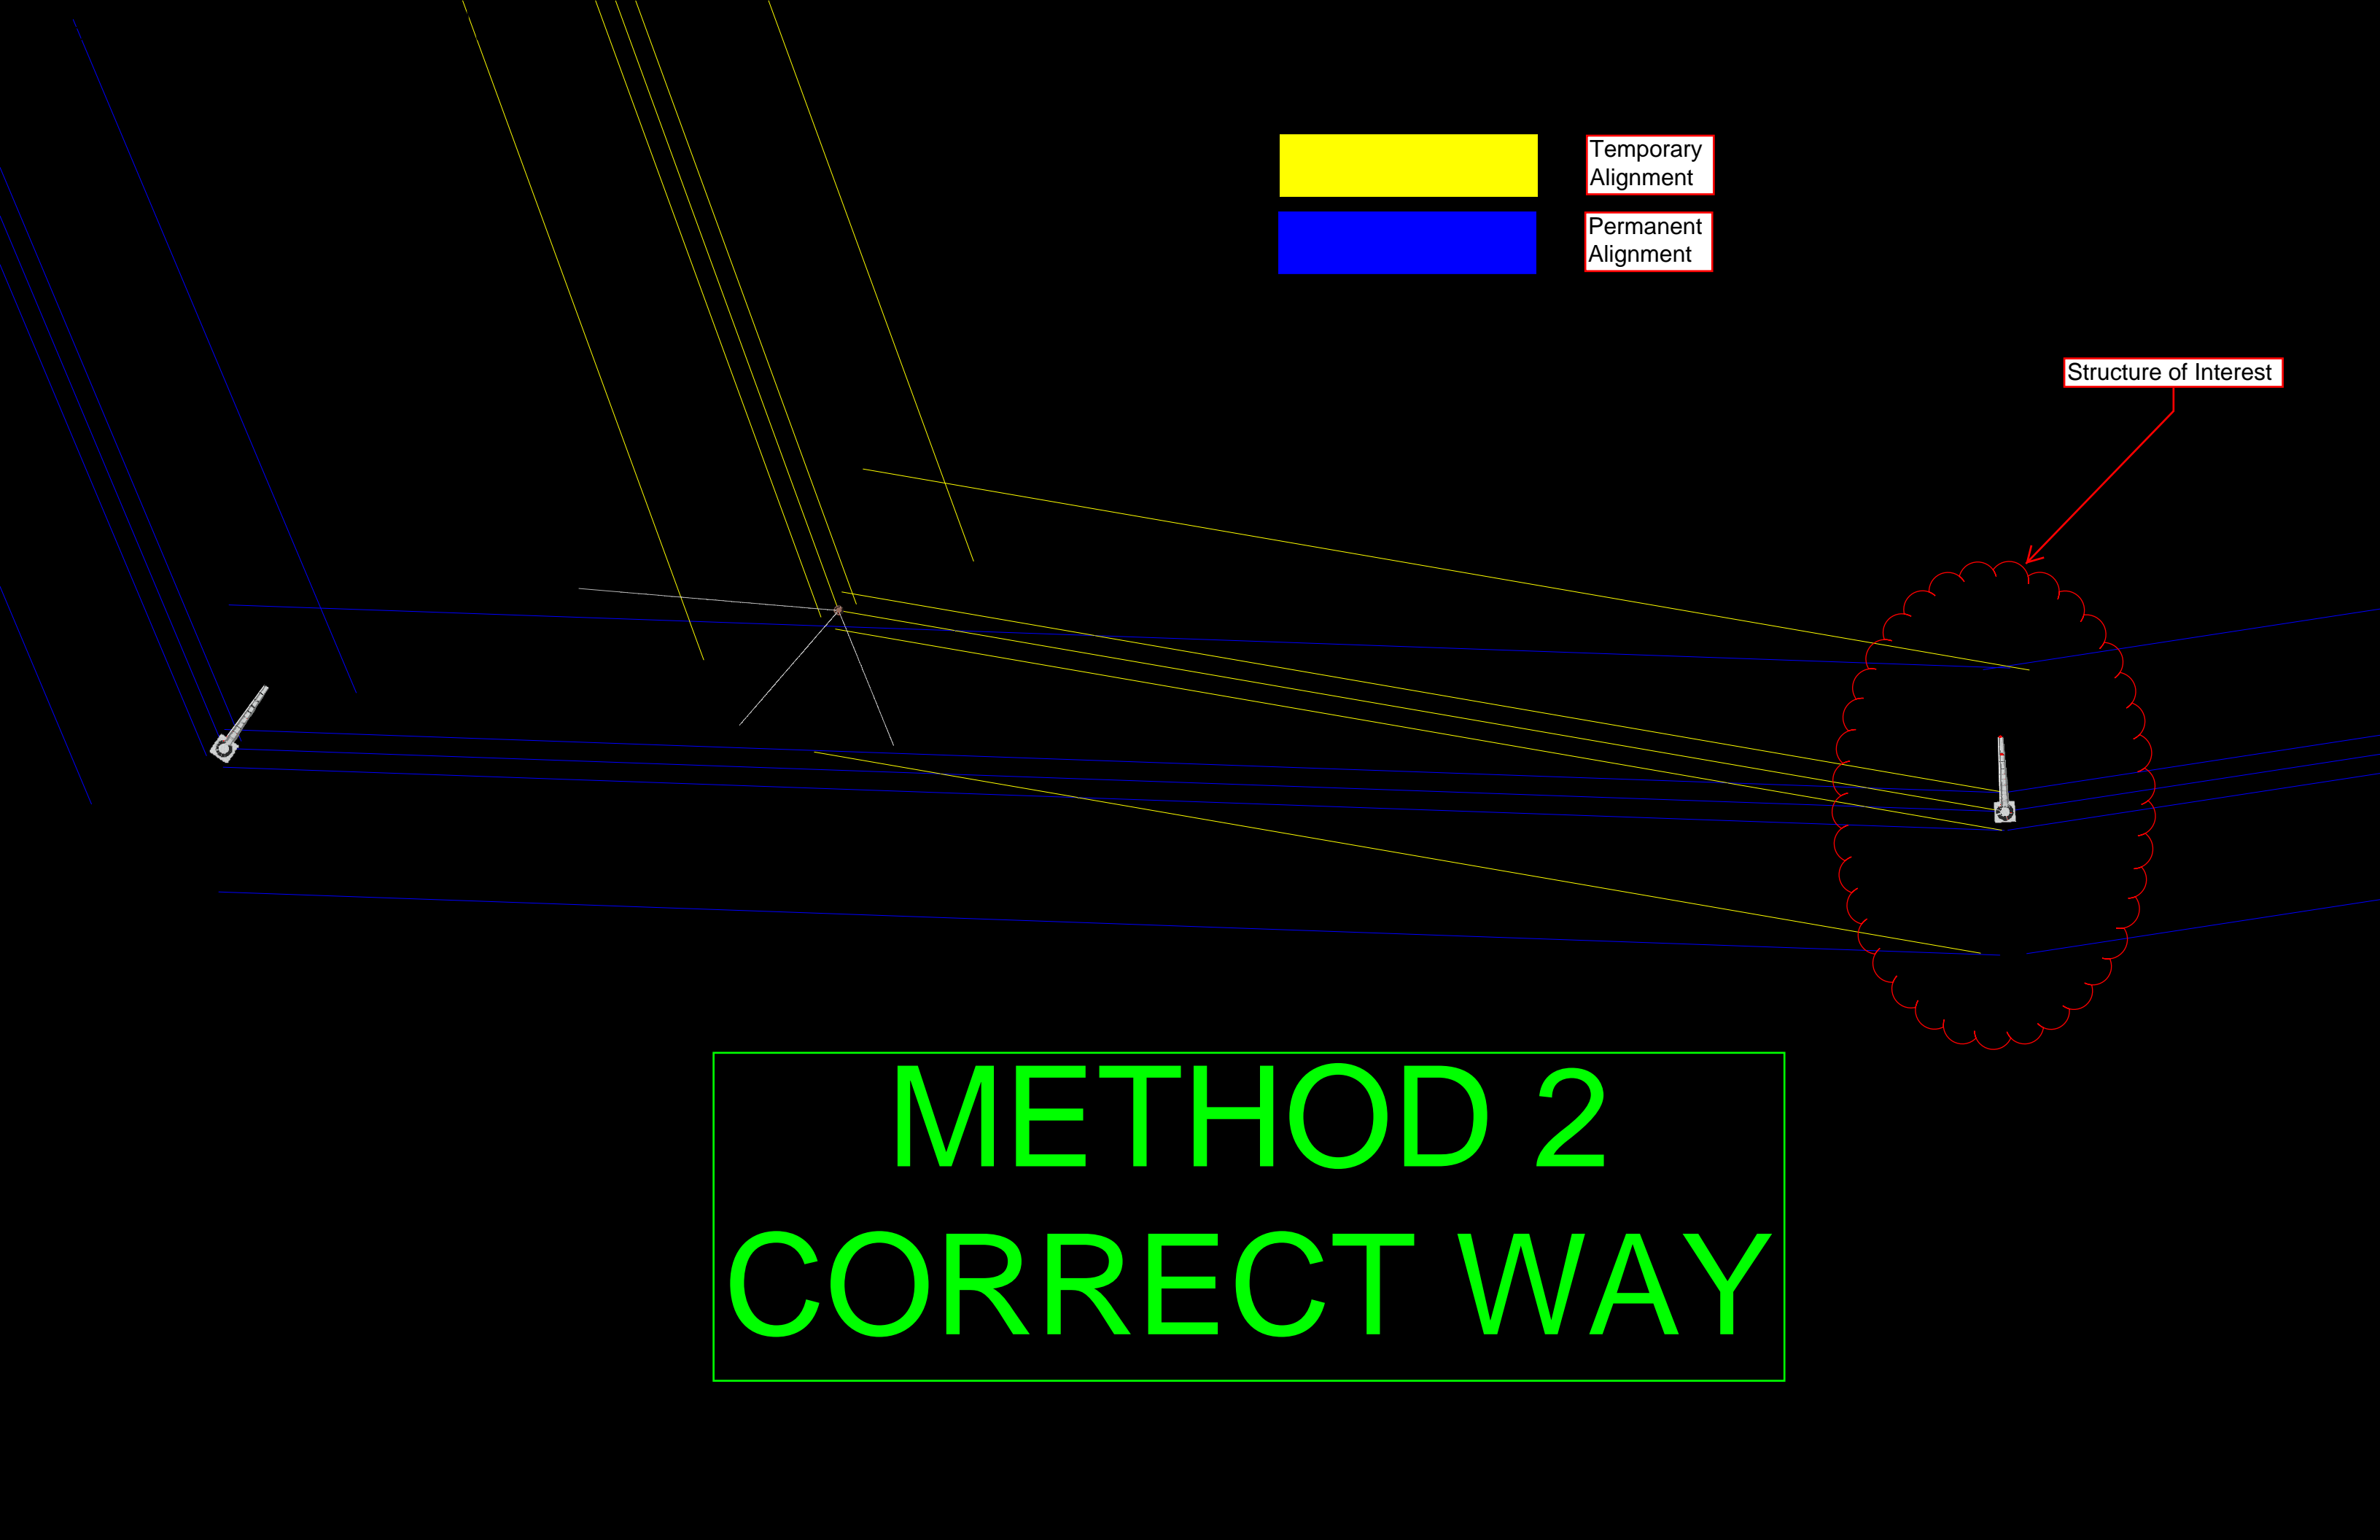 Temporary
Alignment
Permanent
Alignment
Structure of Interest
METHOD 2
CORRECT WAY